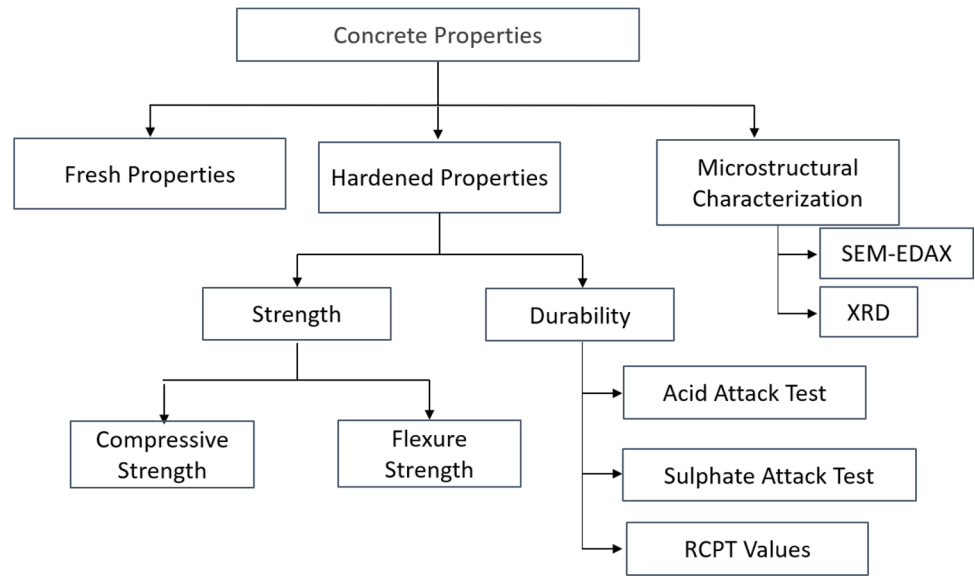 Concrete Properties
Fresh Properties
Hardened Properties
Microstructural
Characterization
SEM-EDAX
XRD
Strength
Durability
Compressive
Strength
Flexure
Strength
Acid Attack Test
Sulphate Attack Test
RCPT Values